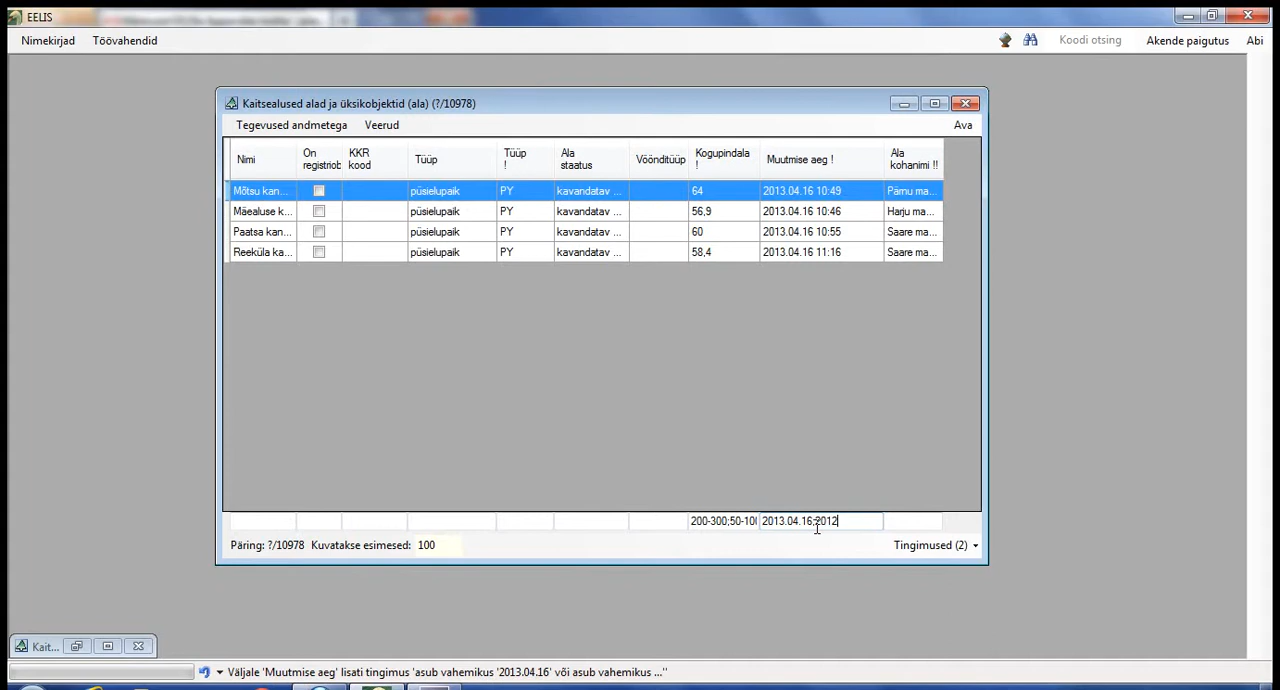 EELIS
Nimekirjad Töövahendid Koodi otsing Akende paigutus Abi
Kaitsealused alad ja üksikobjektid (ala) (?/10978)
Tegevused andmetega Veerud Ava
Nimi On registriob KKR kood Tüüp Tüüp ! Ala staatus Vöönditüüp Kogupindala ! Muutmise aeg ! Ala kohanimi !!
Mõtsu kan... püsielupaik PY kavandatav ... 64 2013.04.16 10:49 Pärnu ma...
Mäealuse k... püsielupaik PY kavandatav ... 56,9 2013.04.16 10:46 Harju ma...
Paatsa kan... püsielupaik PY kavandatav ... 60 2013.04.16 10:55 Saare ma...
Reeküla ka... püsielupaik PY kavandatav ... 58,4 2013.04.16 11:16 Saare ma...
200-300;50-10 2013.04.16;2012
Päring: ?/10978 Kuvatakse esimesed: 100 Tingimused (2)
Kait...
Väljale 'Muutmise aeg' lisati tingimus 'asub vahemikus '2013.04.16' või asub vahemikus ...''